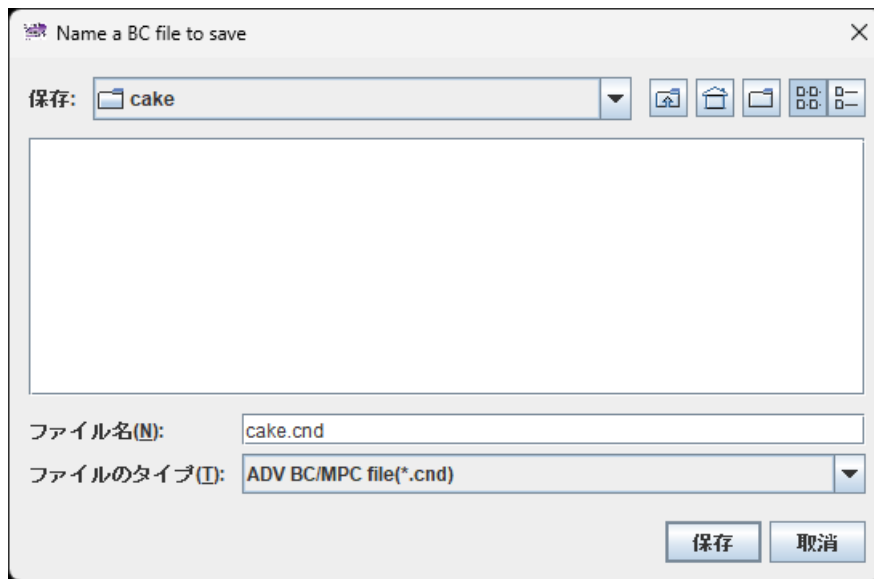 Name a BC file to save
保存: cake
ファイル名(N): cake.cnd
ファイルのタイプ(T): ADV BC/MPC file(*.cnd)
保存 取消